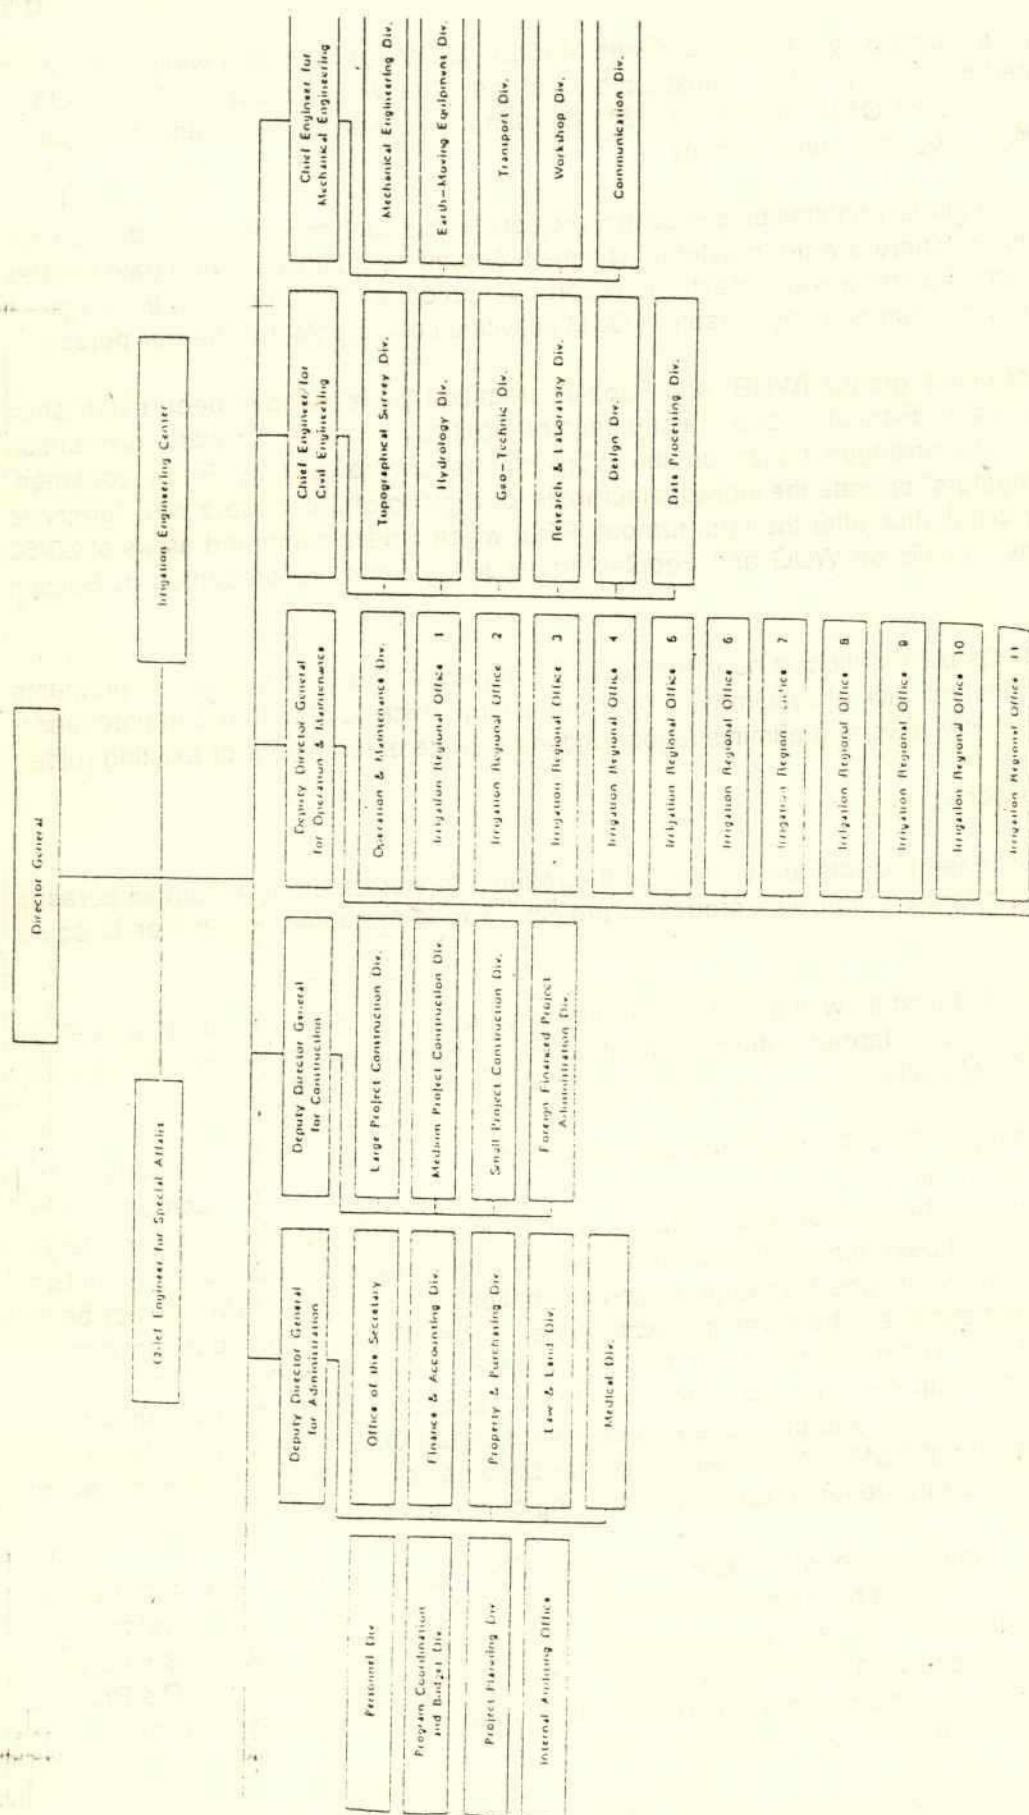 Director General
Chief Engineer for Special Affairs
Irrigation Engineering Center
Personnel Div
Program Coordination
and Budget Div.
Project Planning Div
Internal Auditing Office
Deputy Director General
for Administration
Office of the Secretary
Finance & Accounting Div.
Property & Purchasing Div.
Law & Land Div.
Medical Div.
Deputy Director General
for Construction
Large Project Construction Div.
Medium Project Construction Div.
Small Project Construction Div.
Foreign Financed Project
Administration Div.
Deputy Director General
for Operation & Maintenance
Operation & Maintenance Div.
Irrigation Regional Office 1
Irrigation Regional Office 2
Irrigation Regional Office 3
Irrigation Regional Office 4
Irrigation Regional Office 5
Irrigation Regional Office 6
Irrigation Regional Office 7
Irrigation Regional Office 8
Irrigation Regional Office 9
Irrigation Regional Office 10
Irrigation Regional Office 11
Chief Engineer for
Civil Engineering
Topographical Survey Div.
Hydrology Div.
Geo-Technic Div.
Reirarch & Laboratory Div.
Design Div.
Data Procering Div.
Chief Engineer for
Mechanical Engineering
Mechanical Engineering Div.
Earth-Moving Equipment Div.
Transport Div.
Workshop Div.
Communication Div.